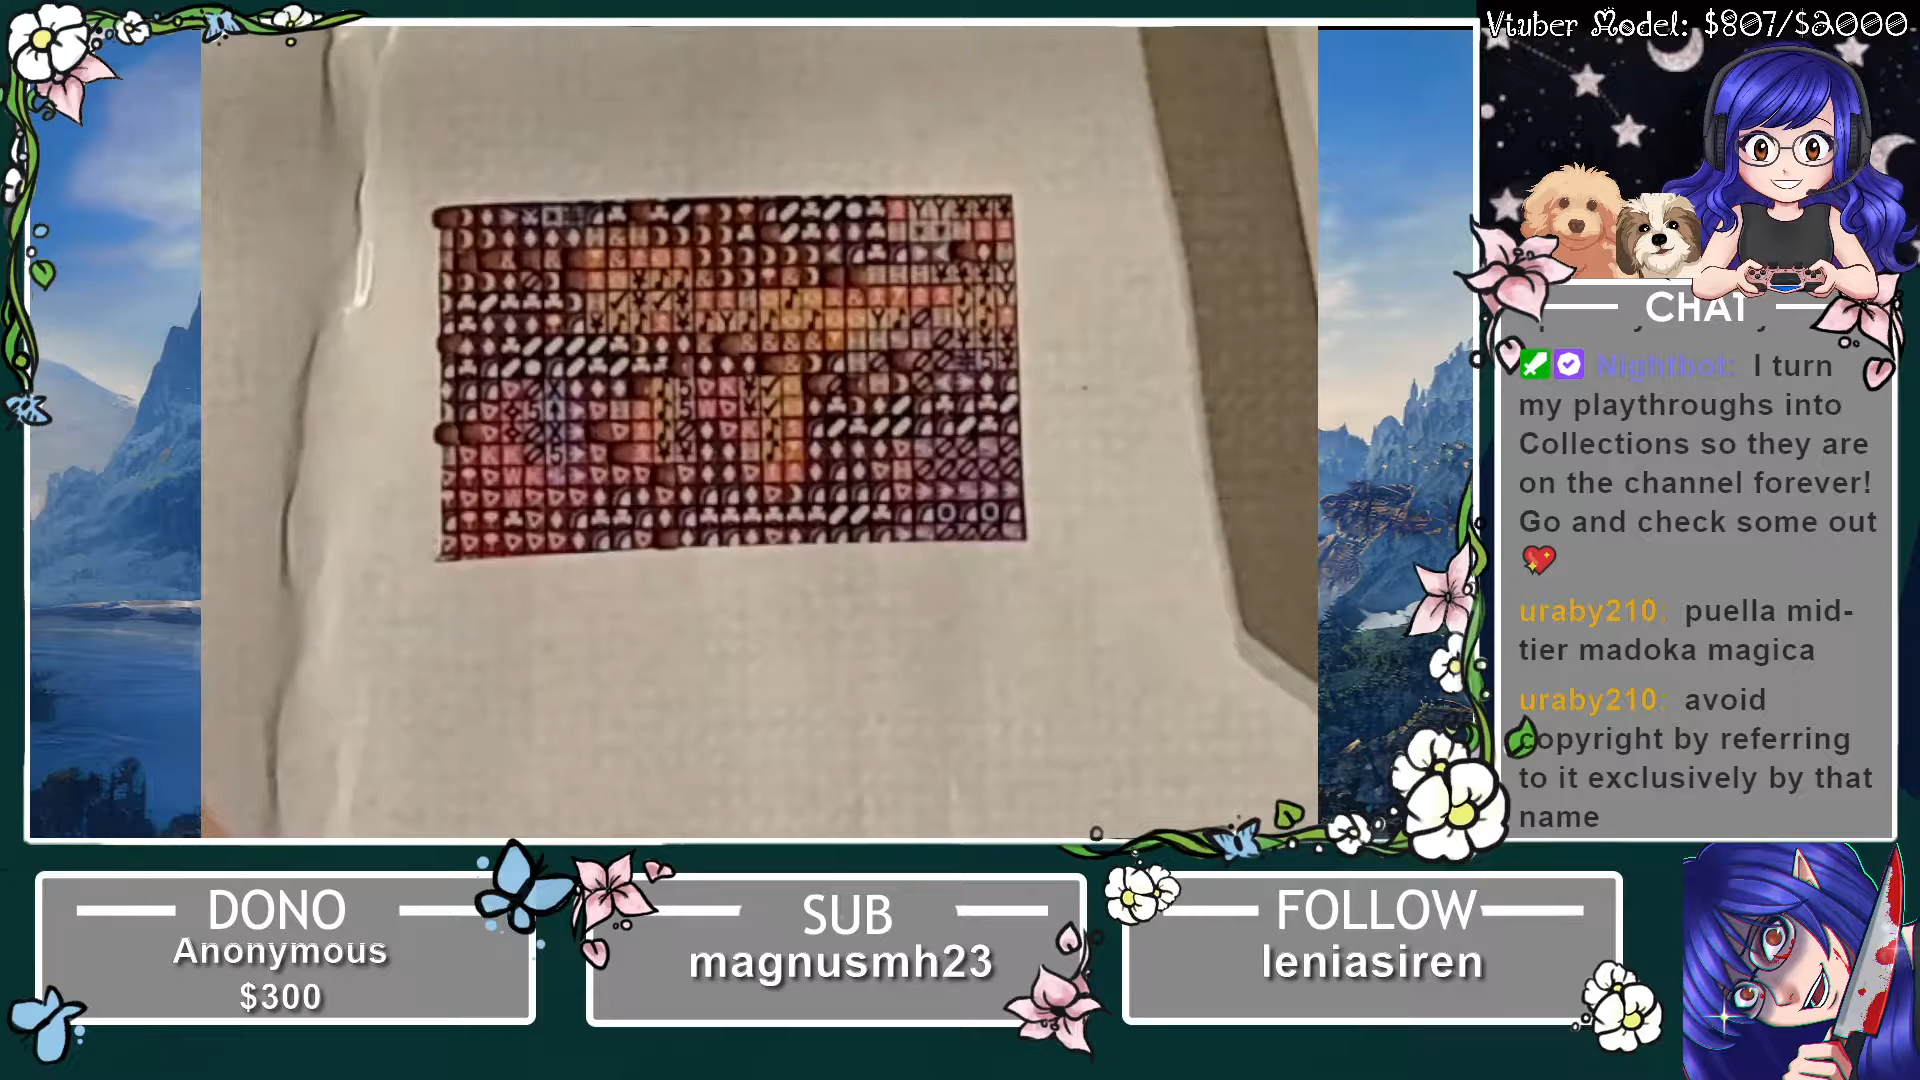 Vtuber Model: $807/$2000
CHAT
Nightbot: I turn
my playthroughs into
Collections so they are
on the channel forever!
Go and check some out
uraby210: puella mid-
tier madoka magica
uraby210: avoid
copyright by referring
to it exclusively by that
name
DONO
Anonymous
$300
SUB
magnusmh23
FOLLOW
leniasiren